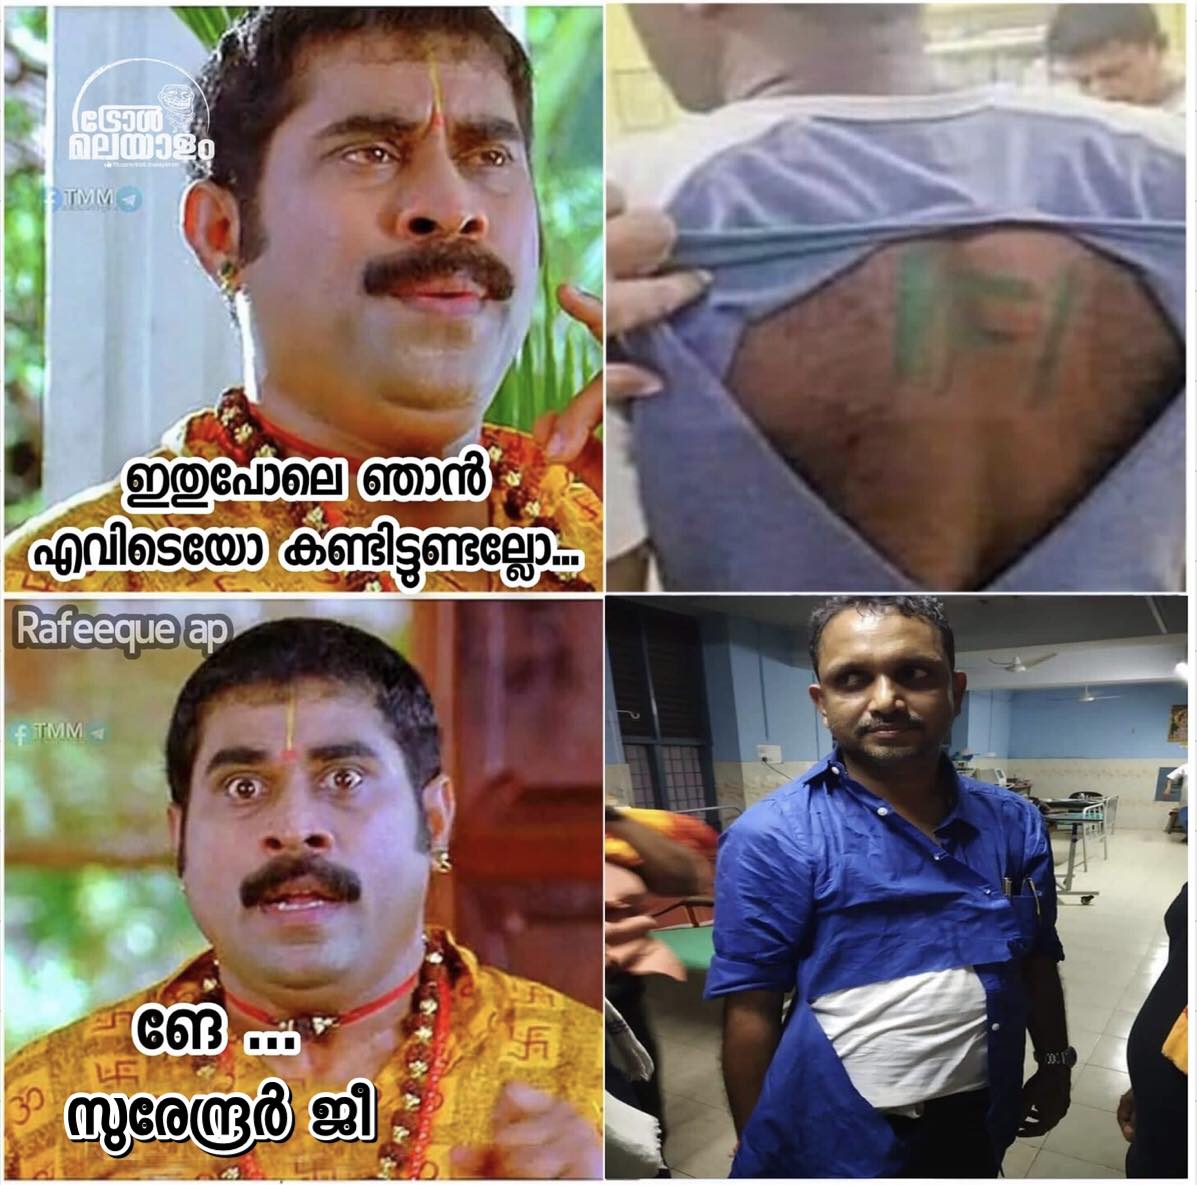 ട്രോൾ
മലയാളം
TMM
ഇതുപോലെ ഞാൻ
എവിടെയോ കണ്ടിട്ടുണ്ടല്ലോ...
Rafeeque ap
TMM
ങേ ...
സുരേന്ദ്രർ ജീ